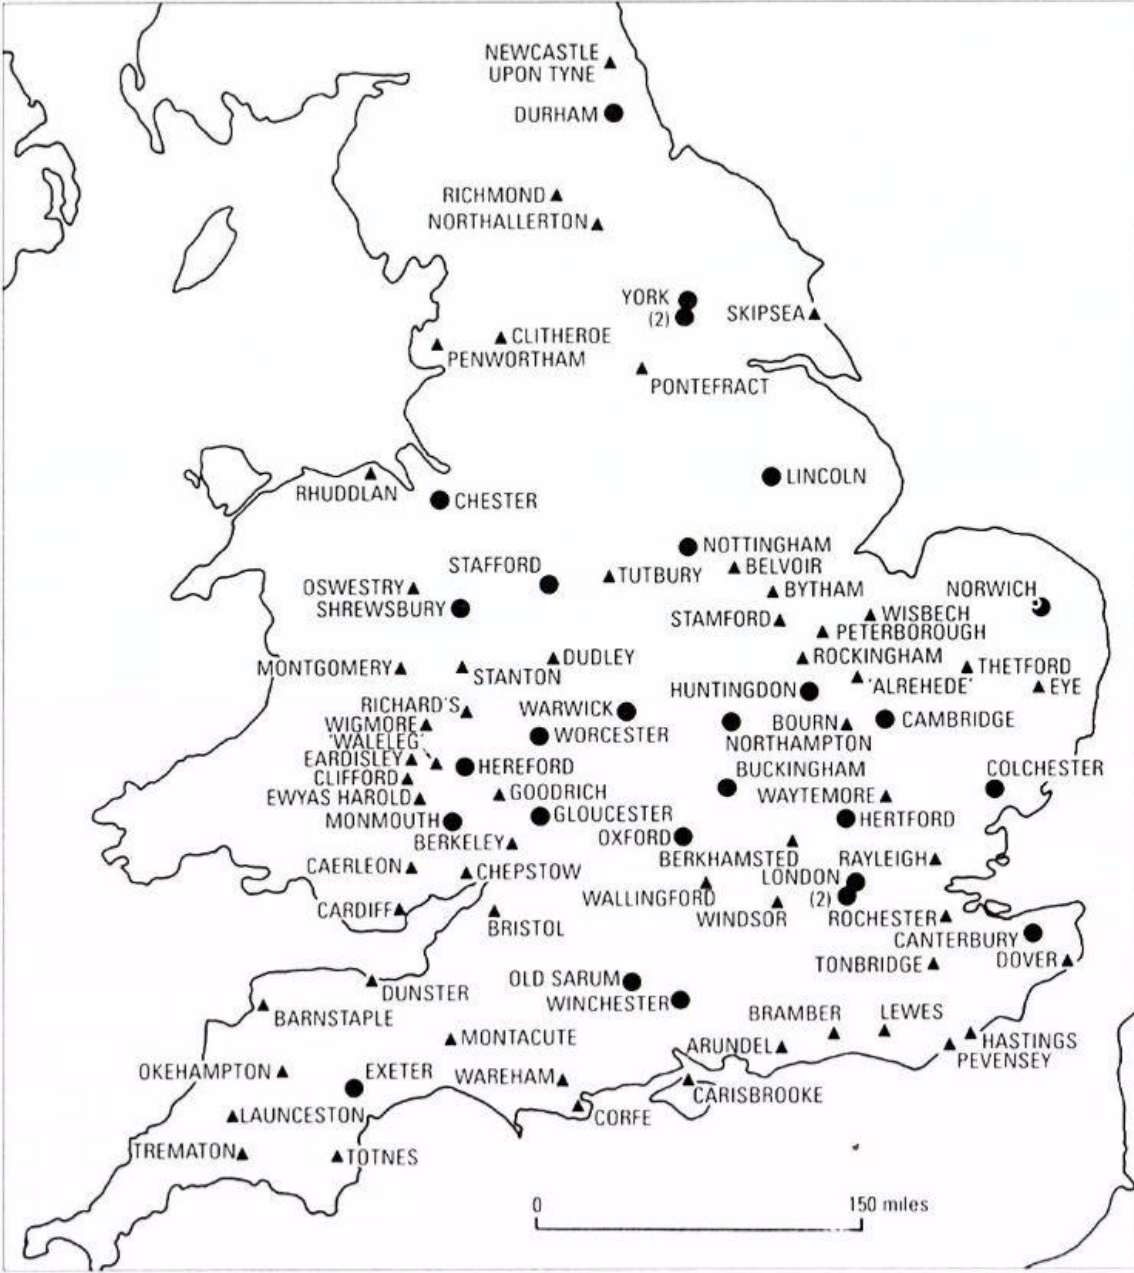 NEWCASTLE
UPON TYNE
DURHAM
RICHMOND
NORTHALLERTON
YORK
(2)
SKIPSEA
CLITHEROE
PENWORTHAM
PONTEFRACT
LINCOLN
RHUDDLAN
CHESTER
NOTTINGHAM
STAFFORD
BELVOIR
TUTBURY
OSWESTRY
BYTHAM
NORWICH
SHREWSBURY
STAMFORD
WISBECH
PETERBOROUGH
MONTGOMERY
STANTON
DUDLEY
ROCKINGHAM
THETFORD
HUNTINGDON
'ALREHEDE'
EYE
RICHARD'S
WARWICK
WIGMORE
BOURN
CAMBRIDGE
'WALELEG'
WORCESTER
NORTHAMPTON
EARDISLEY
HEREFORD
BUCKINGHAM
COLCHESTER
CLIFFORD
EWYAS HAROLD
GOODRICH
WAYTEMORE
MONMOUTH
GLOUCESTER
HERTFORD
BERKELEY
OXFORD
BERKHAMSTED
RAYLEIGH
CAERLEON
CHEPSTOW
LONDON
(2)
WALLINGFORD
CARDIFF
BRISTOL
WINDSOR
ROCHESTER
CANTERBURY
TONBRIDGE
DOVER
OLD SARUM
DUNSTER
WINCHESTER
BARNSTAPLE
BRAMBER
LEWES
MONTACUTE
ARUNDEL
HASTINGS
PEVENSEY
OKEHAMPTON
EXETER
WAREHAM
CARISBROOKE
LAUNCESTON
CORFE
TREMATON
TOTNES
0
150 miles